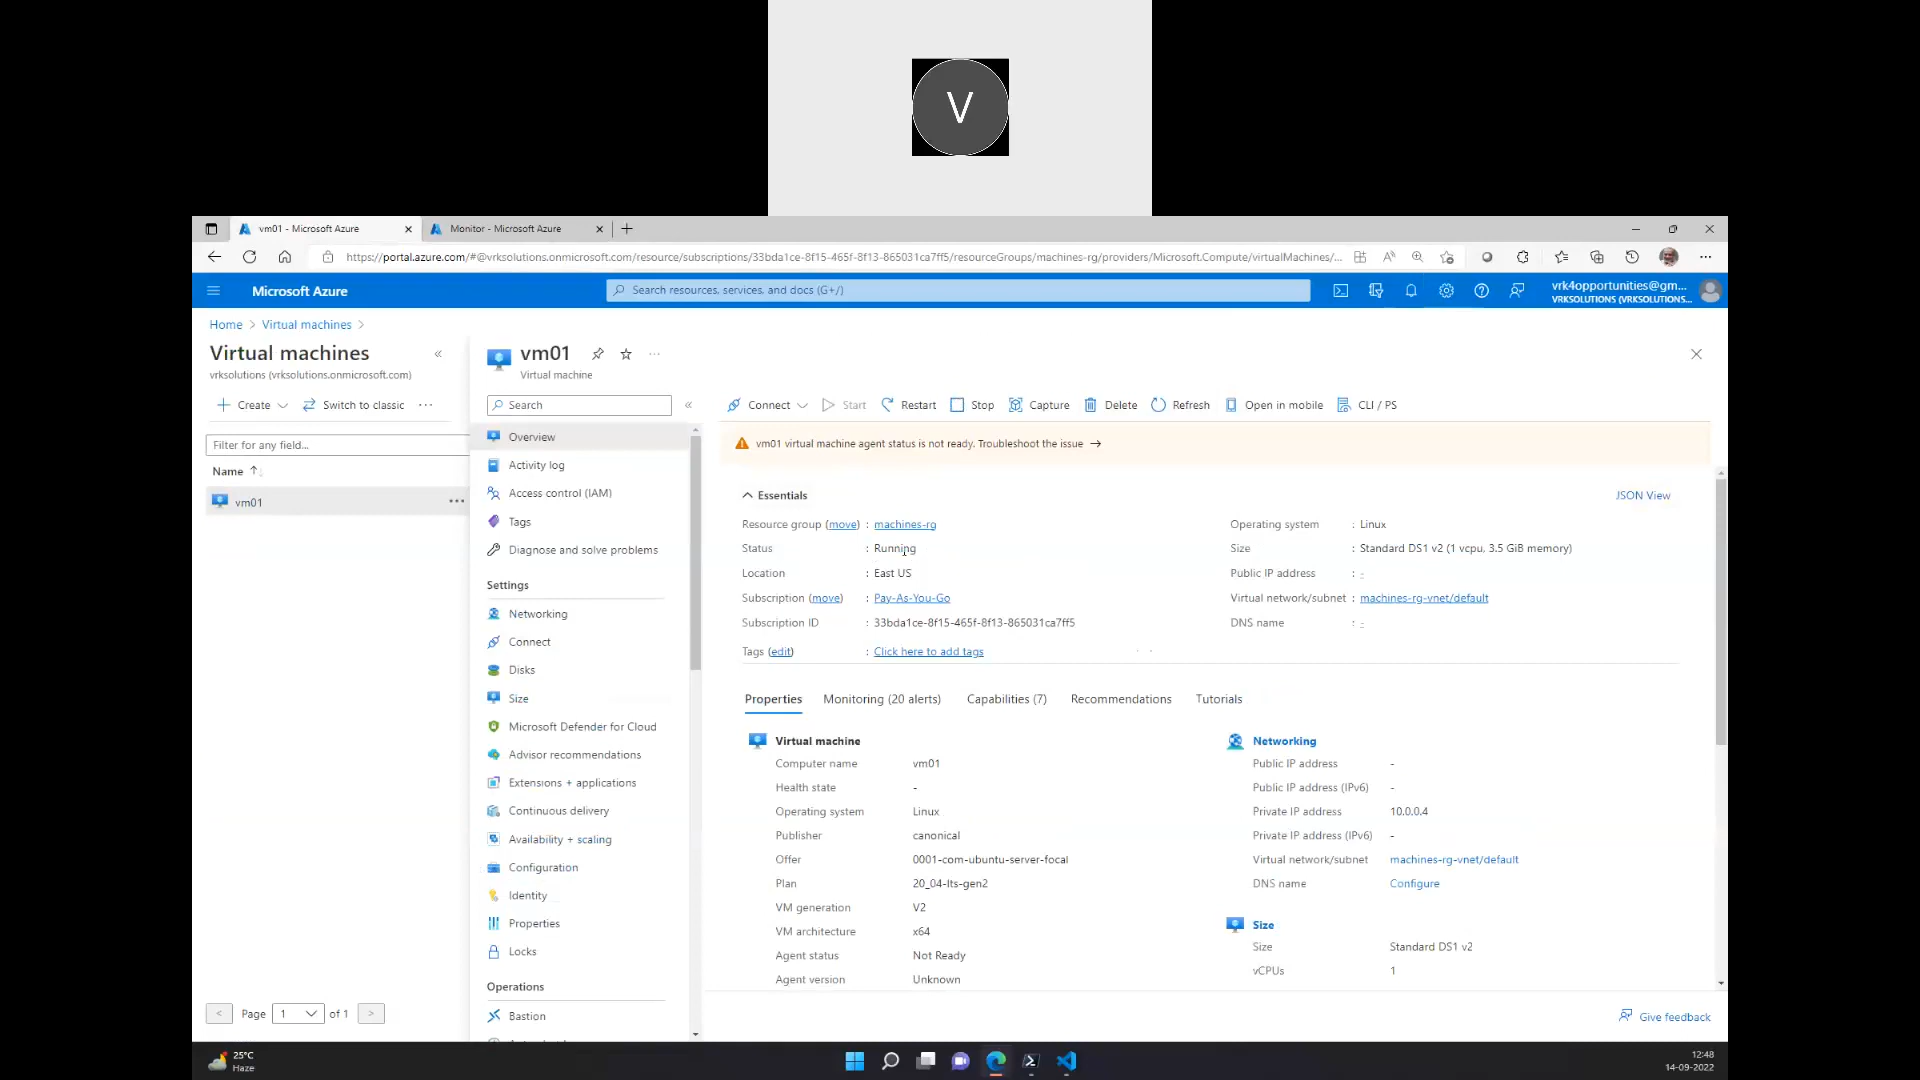 V
vm01 - Microsoft Azure
Monitor - Microsoft Azure
https://portal.azure.com/#@vrksolutions.onmicrosoft.com/resource/subscriptions/33bda1ce-8f15-465f-8f13-865031ca7ff5/resourceGroups/machines-rg/providers/Microsoft.Compute/virtualMachines/...
Microsoft Azure
Search resources, services, and docs (G+/)
vrk4opportunities@gm...
VRKSOLUTIONS (VRKSOLUTIONS...
Home > Virtual machines >
Virtual machines
vrksolutions (vrksolutions.onmicrosoft.com)
Create
Switch to classic
Filter for any field...
Name
vm01
Page 1 of 1
vm01
Virtual machine
Search
Overview
Activity log
Access control (IAM)
Tags
Diagnose and solve problems
Settings
Networking
Connect
Disks
Size
Microsoft Defender for Cloud
Advisor recommendations
Extensions + applications
Continuous delivery
Availability + scaling
Configuration
Identity
Properties
Locks
Operations
Bastion
Connect
Start
Restart
Stop
Capture
Delete
Refresh
Open in mobile
CLI / PS
vm01 virtual machine agent status is not ready. Troubleshoot the issue →
Essentials
JSON View
Resource group (move) : machines-rg
Status : Running
Location : East US
Subscription (move) : Pay-As-You-Go
Subscription ID : 33bda1ce-8f15-465f-8f13-865031ca7ff5
Tags (edit) : Click here to add tags
Operating system : Linux
Size : Standard DS1 v2 (1 vcpu, 3.5 GiB memory)
Public IP address : -
Virtual network/subnet : machines-rg-vnet/default
DNS name : -
Properties
Monitoring (20 alerts)
Capabilities (7)
Recommendations
Tutorials
Virtual machine
Computer name vm01
Health state -
Operating system Linux
Publisher canonical
Offer 0001-com-ubuntu-server-focal
Plan 20_04-lts-gen2
VM generation V2
VM architecture x64
Agent status Not Ready
Agent version Unknown
Networking
Public IP address -
Public IP address (IPv6) -
Private IP address 10.0.0.4
Private IP address (IPv6) -
Virtual network/subnet machines-rg-vnet/default
DNS name Configure
Size
Size Standard DS1 v2
vCPUs 1
Give feedback
25°C
Haze
12:48
14-09-2022